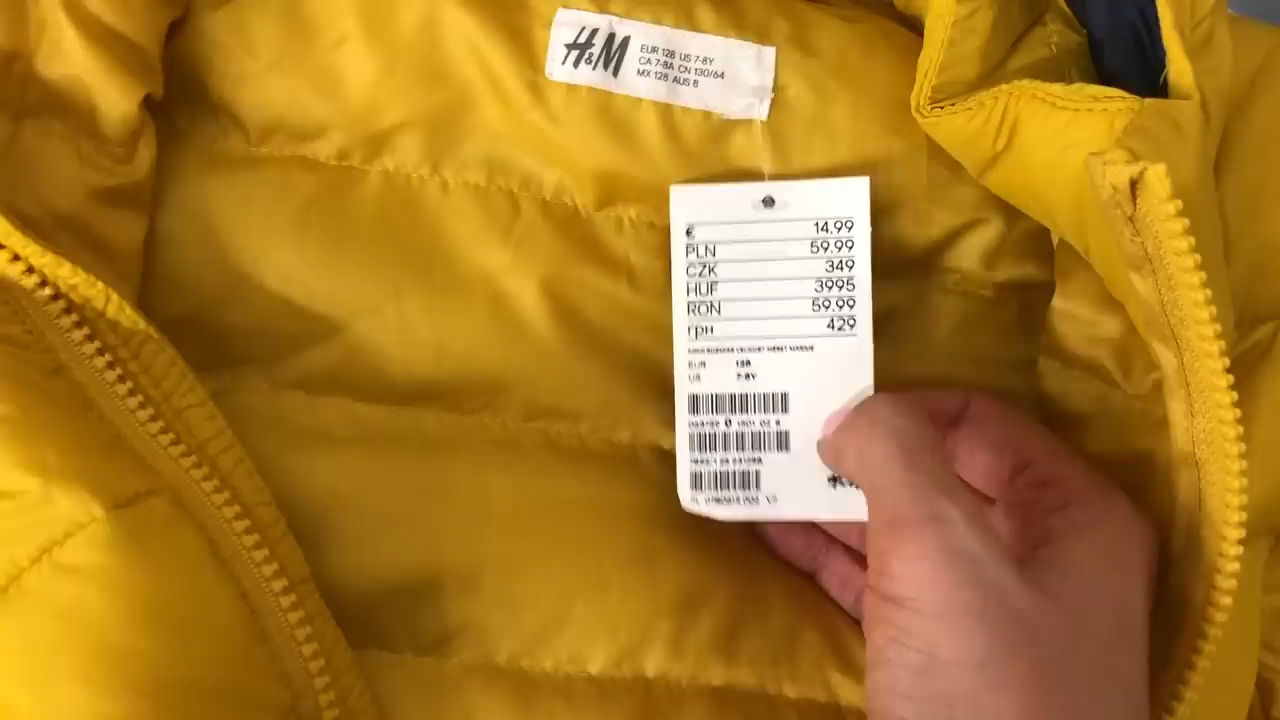 H&M
EUR 128 US 7-8Y
CA 7-8A CN 130/64
MX 128 AUS 8
€ 14.99
PLN 59.99
CZK 349
HUF 3995
RON 59.99
грн 429
EUR 128
US 7-8Y